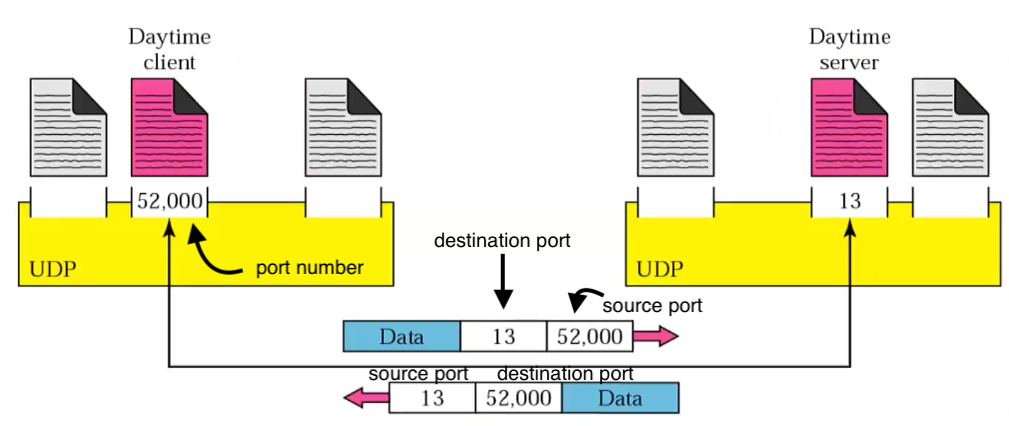 Daytime
client
Daytime
server
52,000
13
UDP
port number
destination port
UDP
source port
Data 13 52,000
source port destination port
13 52,000 Data